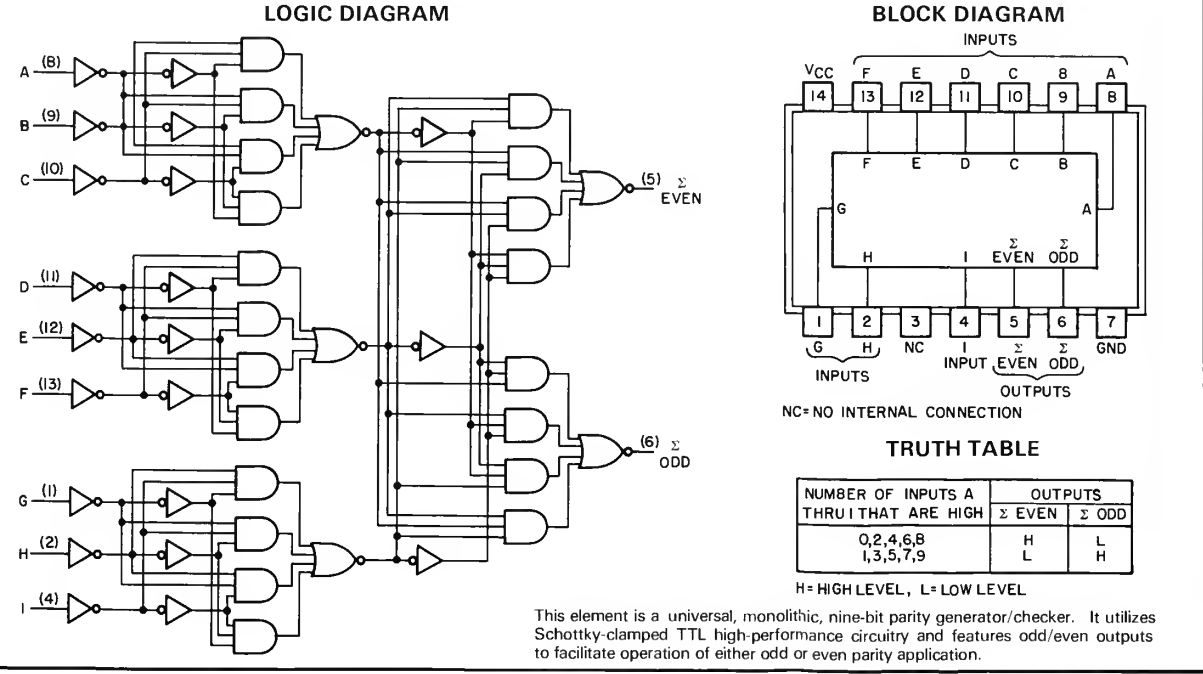 LOGIC DIAGRAM
A (8)
B (9)
C (10)
D (11)
E (12)
F (13)
G (1)
H (2)
I (4)
(5) Σ
EVEN
(6) Σ
ODD
BLOCK DIAGRAM
INPUTS
VCC F E D C B A
14 13 12 11 10 9 8
F E D C B
G A
H I Σ EVEN Σ ODD
1 2 3 4 5 6 7
G H NC I Σ Σ GND
INPUT EVEN ODD
INPUTS
OUTPUTS
NC= NO INTERNAL CONNECTION
TRUTH TABLE
NUMBER OF INPUTS A OUTPUTS
THRU I THAT ARE HIGH Σ EVEN Σ ODD
0,2,4,6,8 H L
1,3,5,7,9 L H
H= HIGH LEVEL, L= LOW LEVEL
This element is a universal, monolithic, nine-bit parity generator/checker. It utilizes
Schottky-clamped TTL high-performance circuitry and features odd/even outputs
to facilitate operation of either odd or even parity application.